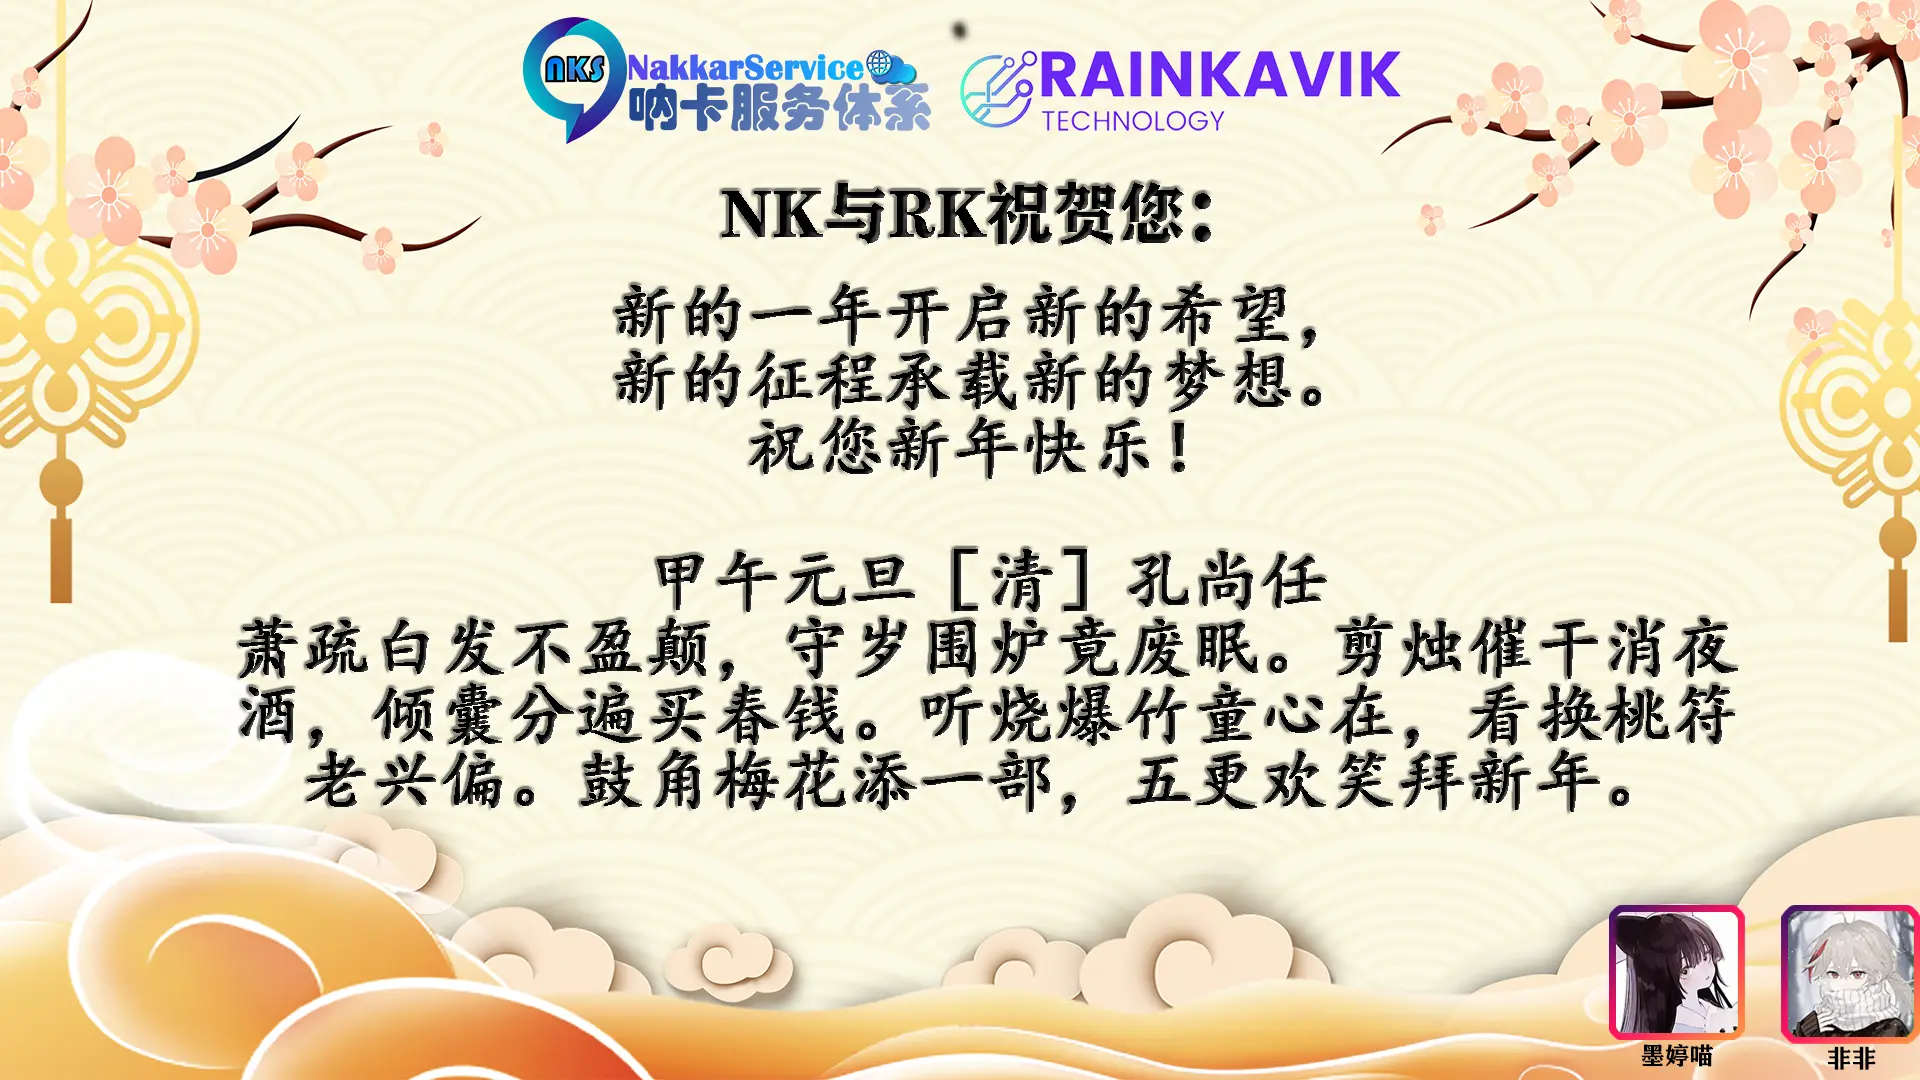 NKS
NakkarService
呐卡服务体系
RAINKAVIK
TECHNOLOGY
NK与RK祝贺您：
新的一年开启新的希望，
新的征程承载新的梦想。
祝您新年快乐！
甲午元旦［清］孔尚任
萧疏白发不盈颠，守岁围炉竟废眠。剪烛催干消夜
酒，倾囊分遍买春钱。听烧爆竹童心在，看换桃符
老兴偏。鼓角梅花添一部，五更欢笑拜新年。
墨婷喵
非非